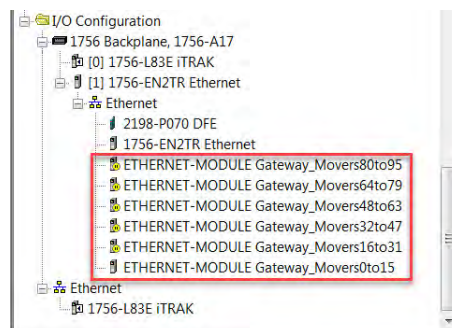 I/O Configuration
1756 Backplane, 1756-A17
[0] 1756-L83E iTRAK
[1] 1756-EN2TR Ethernet
Ethernet
2198-P070 DFE
1756-EN2TR Ethernet
ETHERNET-MODULE Gateway_Movers80to95
ETHERNET-MODULE Gateway_Movers64to79
ETHERNET-MODULE Gateway_Movers48to63
ETHERNET-MODULE Gateway_Movers32to47
ETHERNET-MODULE Gateway_Movers16to31
ETHERNET-MODULE Gateway_Movers0to15
Ethernet
1756-L83E iTRAK